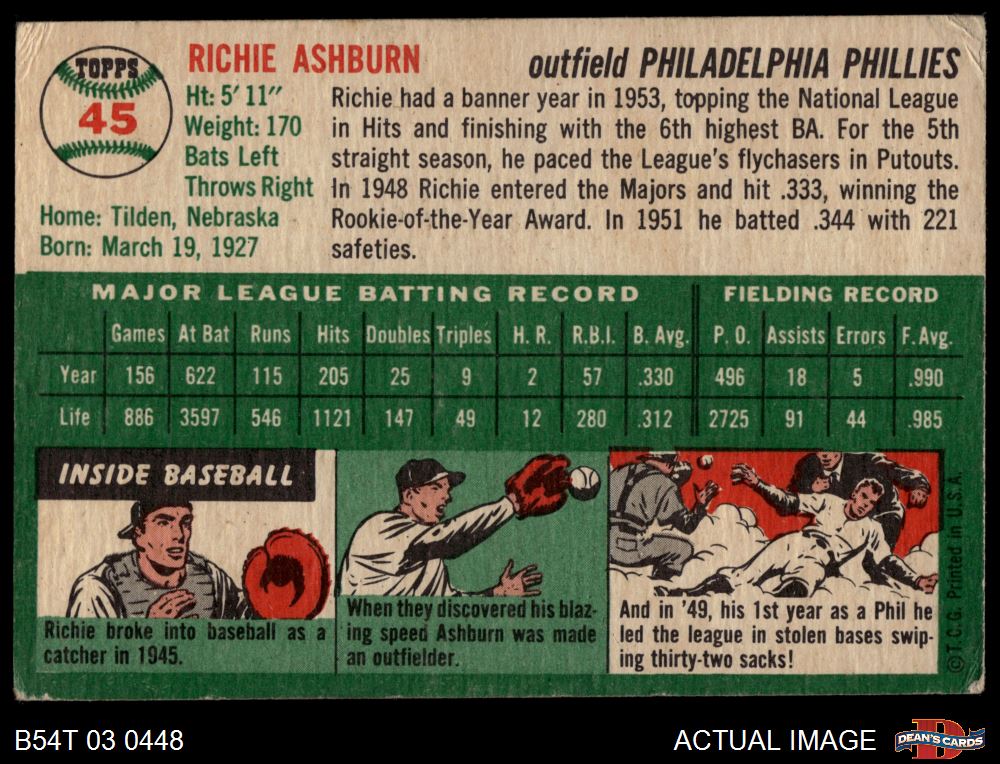 TOPPS
45
RICHIE ASHBURN
outfield PHILADELPHIA PHILLIES
Ht: 5' 11"
Weight: 170
Bats Left
Throws Right
Home: Tilden, Nebraska
Born: March 19, 1927
Richie had a banner year in 1953, topping the National League
in Hits and finishing with the 6th highest BA. For the 5th
straight season, he paced the League's flychasers in Putouts.
In 1948 Richie entered the Majors and hit .333, winning the
Rookie-of-the-Year Award. In 1951 he batted .344 with 221
safeties.
MAJOR LEAGUE BATTING RECORD FIELDING RECORD
Games At Bat Runs Hits Doubles Triples H. R. R.B.I. B. Avg. P. O. Assists Errors F. Avg.
Year 156 622 115 205 25 9 2 57 .330 496 18 5 .990
Life 886 3597 546 1121 147 49 12 280 .312 2725 91 44 .985
INSIDE BASEBALL
Richie broke into baseball as a
catcher in 1945.
When they discovered his blaz-
ing speed Ashburn was made
an outfielder.
And in '49, his 1st year as a Phil he
led the league in stolen bases swip-
ing thirty-two sacks!
© T. C. G. Printed in U. S. A.
B54T 03 0448
ACTUAL IMAGE
DEAN'S CARDS